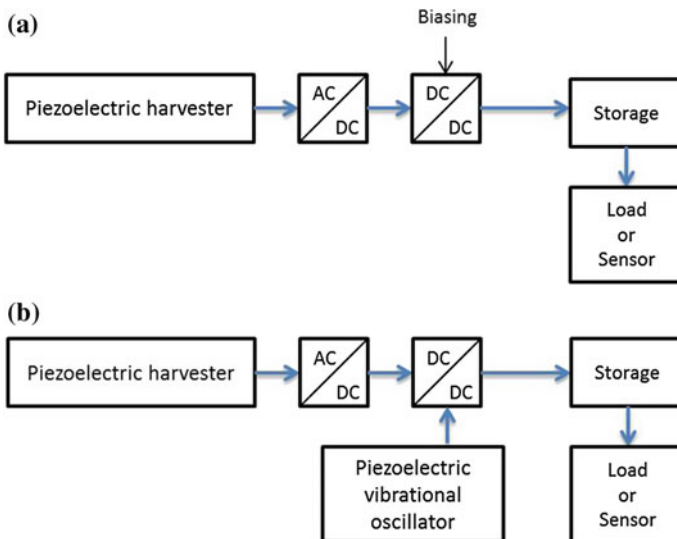 (a)
Biasing
Piezoelectric harvester
AC
DC
DC
DC
Storage
Load
or
Sensor
(b)
Piezoelectric harvester
AC
DC
DC
DC
Storage
Piezoelectric
vibrational
oscillator
Load
or
Sensor